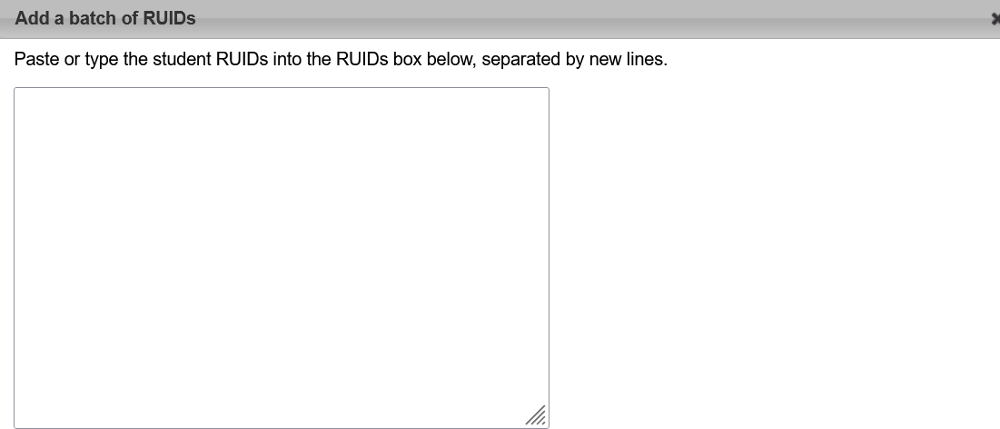 Add a batch of RUIDs
Paste or type the student RUIDs into the RUIDs box below, separated by new lines.